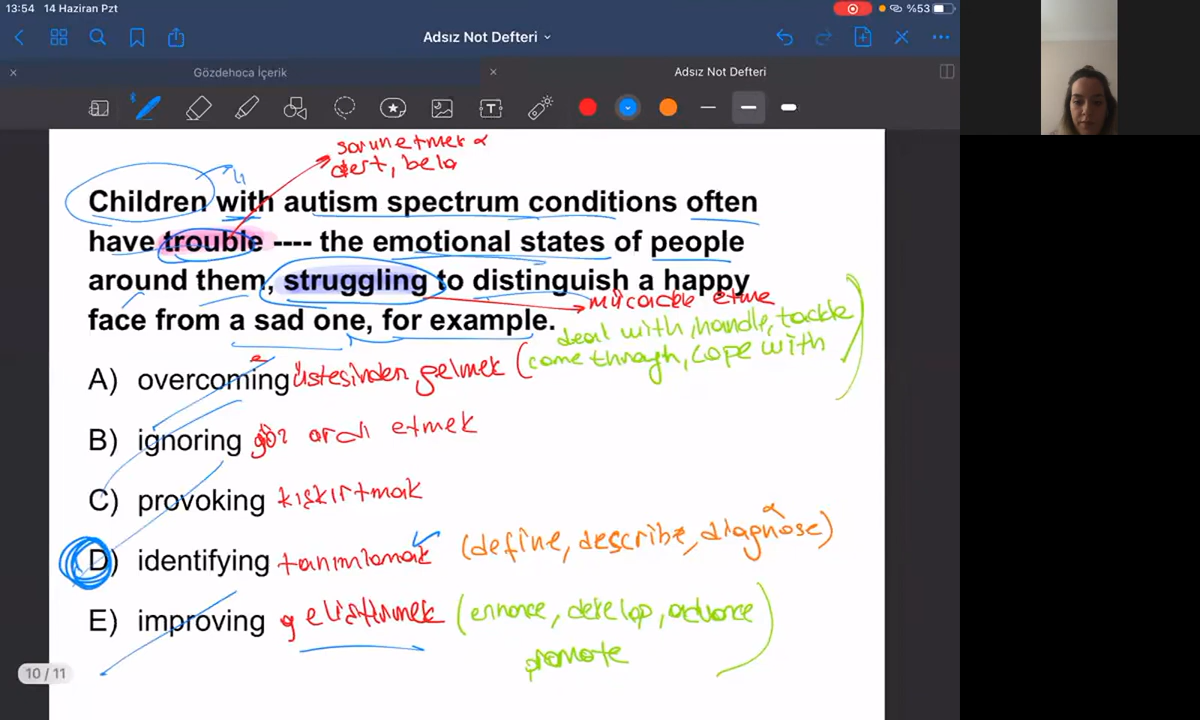 13:54 14 Haziran Pzt %53
Adsız Not Defteri
Gözdehoca İçerik Adsız Not Defteri
sorun etmek
dert, bela
Children with autism spectrum conditions often
have trouble ---- the emotional states of people
around them, struggling to distinguish a happy
mücadele etme
face from a sad one, for example.
deal with, handle, tackle
come through, cope with
A) overcoming üstesinden gelmek
B) ignoring göz ardı etmek
C) provoking kışkırtmak
D) identifying tanımlamak (define, describe, diagnose)
E) improving geliştirmek (enhance, develop, advance
promote
10 / 11